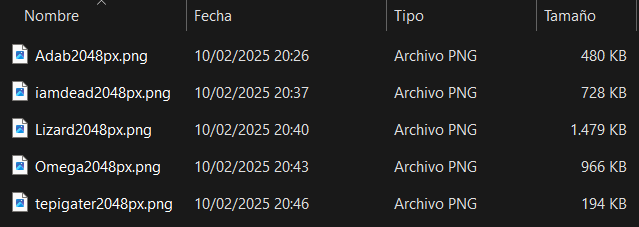 Nombre Fecha Tipo Tamaño
Adab2048px.png 10/02/2025 20:26 Archivo PNG 480 KB
iamdead2048px.png 10/02/2025 20:37 Archivo PNG 728 KB
Lizard2048px.png 10/02/2025 20:40 Archivo PNG 1.479 KB
Omega2048px.png 10/02/2025 20:43 Archivo PNG 966 KB
tepigater2048px.png 10/02/2025 20:46 Archivo PNG 194 KB